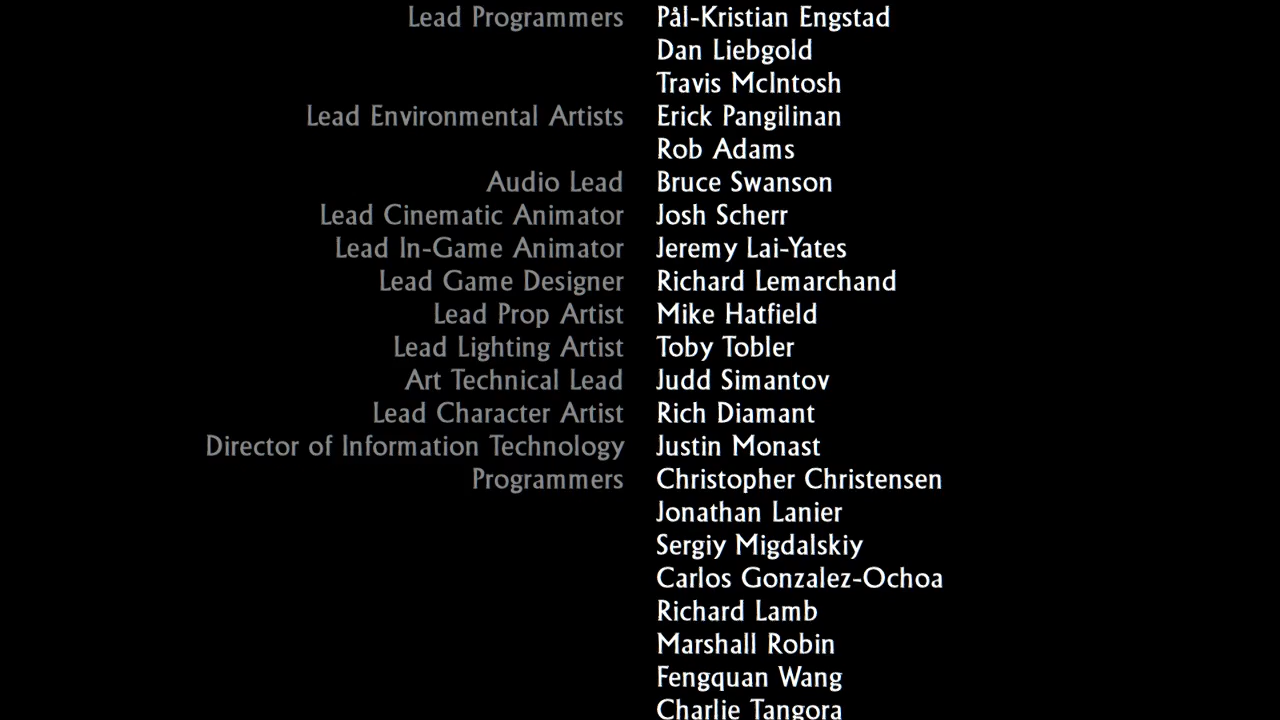 Lead Programmers Pål-Kristian Engstad
Dan Liebgold
Travis McIntosh
Lead Environmental Artists Erick Pangilinan
Rob Adams
Audio Lead Bruce Swanson
Lead Cinematic Animator Josh Scherr
Lead In-Game Animator Jeremy Lai-Yates
Lead Game Designer Richard Lemarchand
Lead Prop Artist Mike Hatfield
Lead Lighting Artist Toby Tobler
Art Technical Lead Judd Simantov
Lead Character Artist Rich Diamant
Director of Information Technology Justin Monast
Programmers Christopher Christensen
Jonathan Lanier
Sergiy Migdalskiy
Carlos Gonzalez-Ochoa
Richard Lamb
Marshall Robin
Fengquan Wang
Charlie Tangora